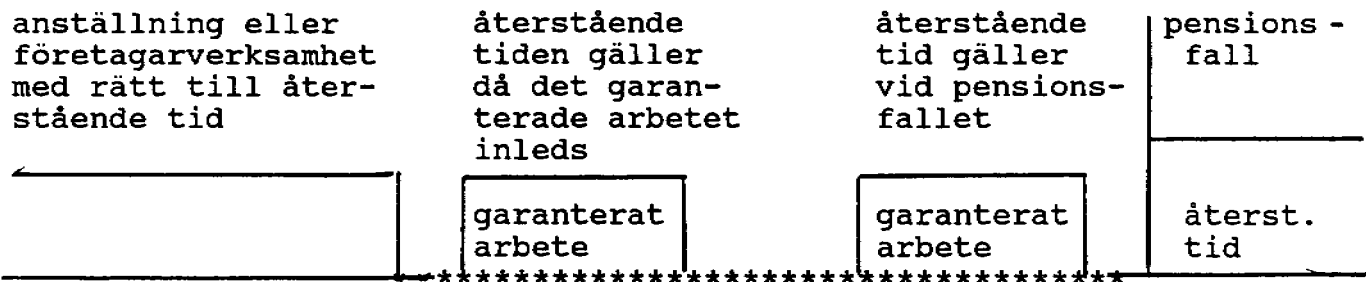 anställning eller
företagarverksamhet
med rätt till åter-
stående tid
återstående
tiden gäller
då det garan-
terade arbetet
inleds
återstående
tid gäller
vid pensions-
fallet
pensions-
fall
garanterat
arbete
garanterat
arbete
återst.
tid
***********************************